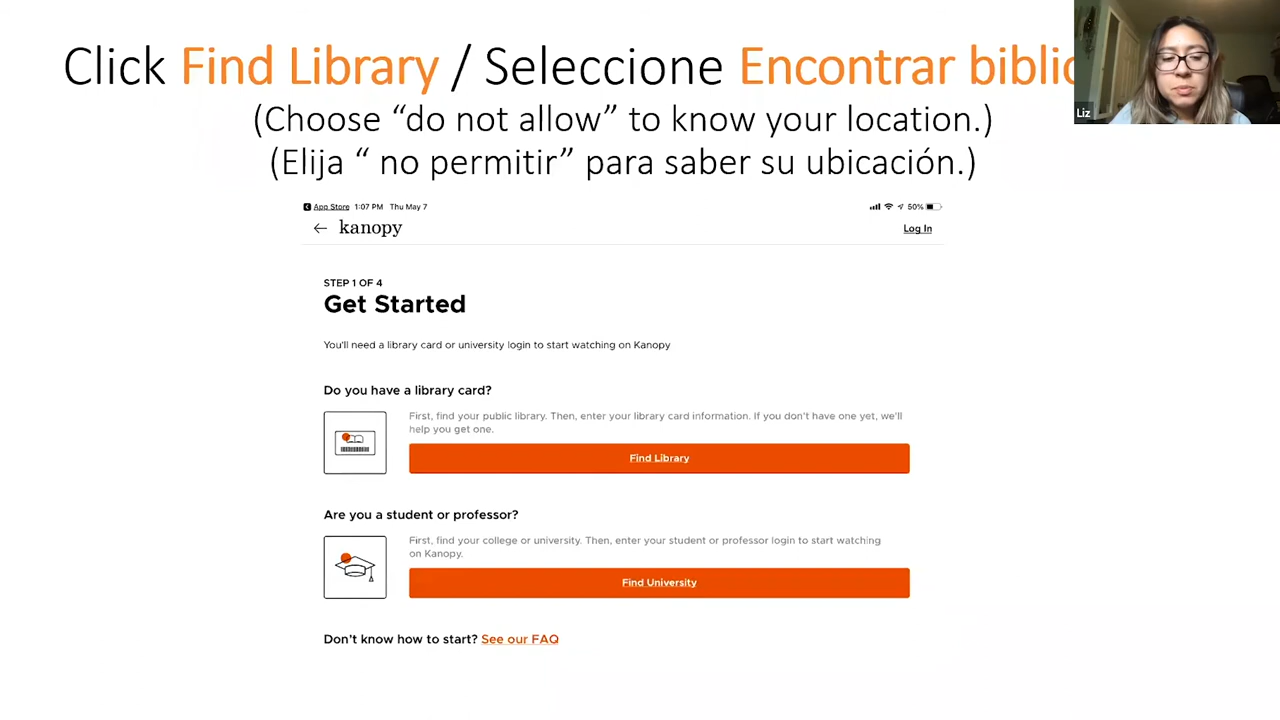 Click Find Library / Seleccione Encontrar
(Choose “do not allow” to know your location.)
(Elija “ no permitir” para saber su ubicación.)
Liz
App Store 1:07 PM Thu May 7
50%
kanopy
Log In
STEP 1 OF 4
Get Started
You'll need a library card or university login to start watching on Kanopy
Do you have a library card?
First, find your public library. Then, enter your library card information. If you don't have one yet, we'll
help you get one.
Find Library
Are you a student or professor?
First, find your college or university. Then, enter your student or professor login to start watching
on Kanopy.
Find University
Don't know how to start? See our FAQ